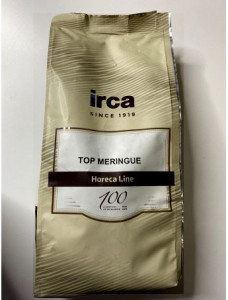 irca
SINCE 1919
TOP MERINGUE
Horeca Line
100